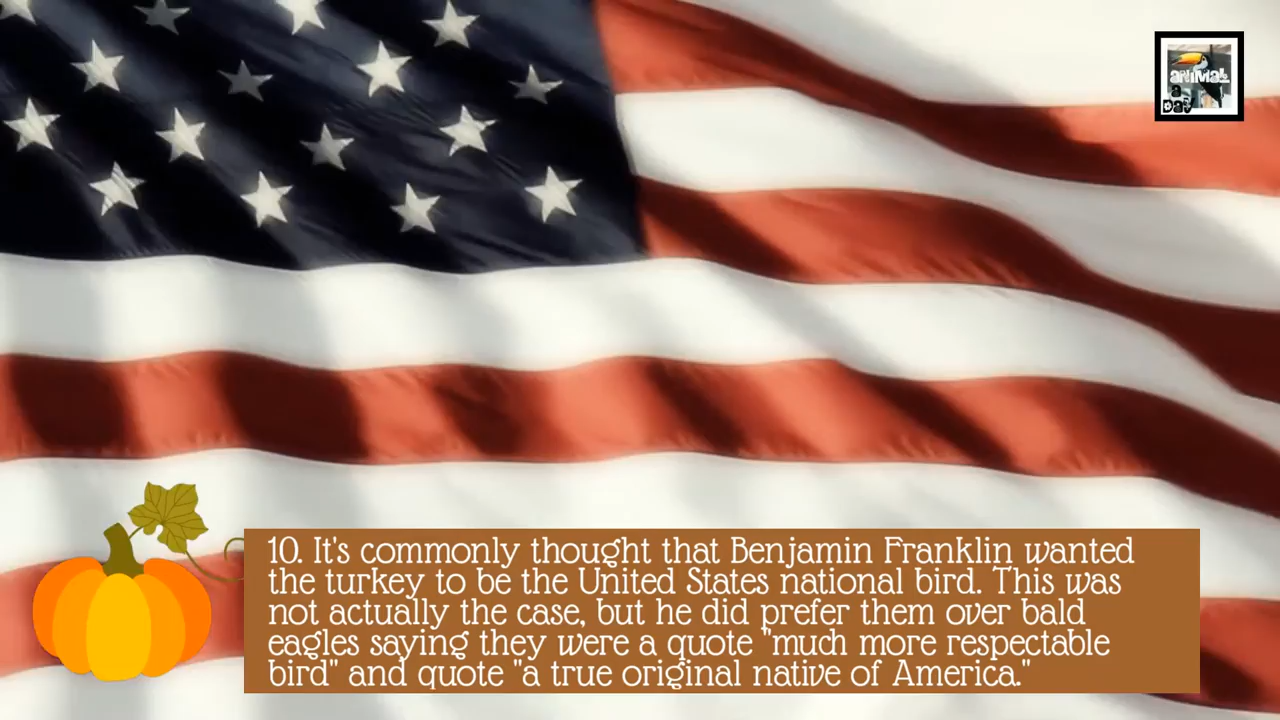 ANIMAL
a
DAY
10. It's commonly thought that Benjamin Franklin wanted
the turkey to be the United States national bird. This was
not actually the case, but he did prefer them over bald
eagles saying they were a quote "much more respectable
bird" and quote "a true original native of America."